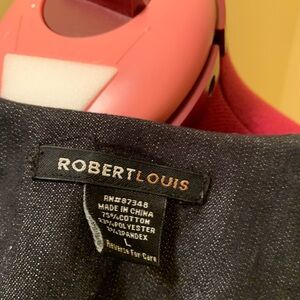 ROBERTLOUIS
RN#87348
MADE IN CHINA
75%COTTON
23%POLYESTER
2%SPANDEX
L
Reverse For Care